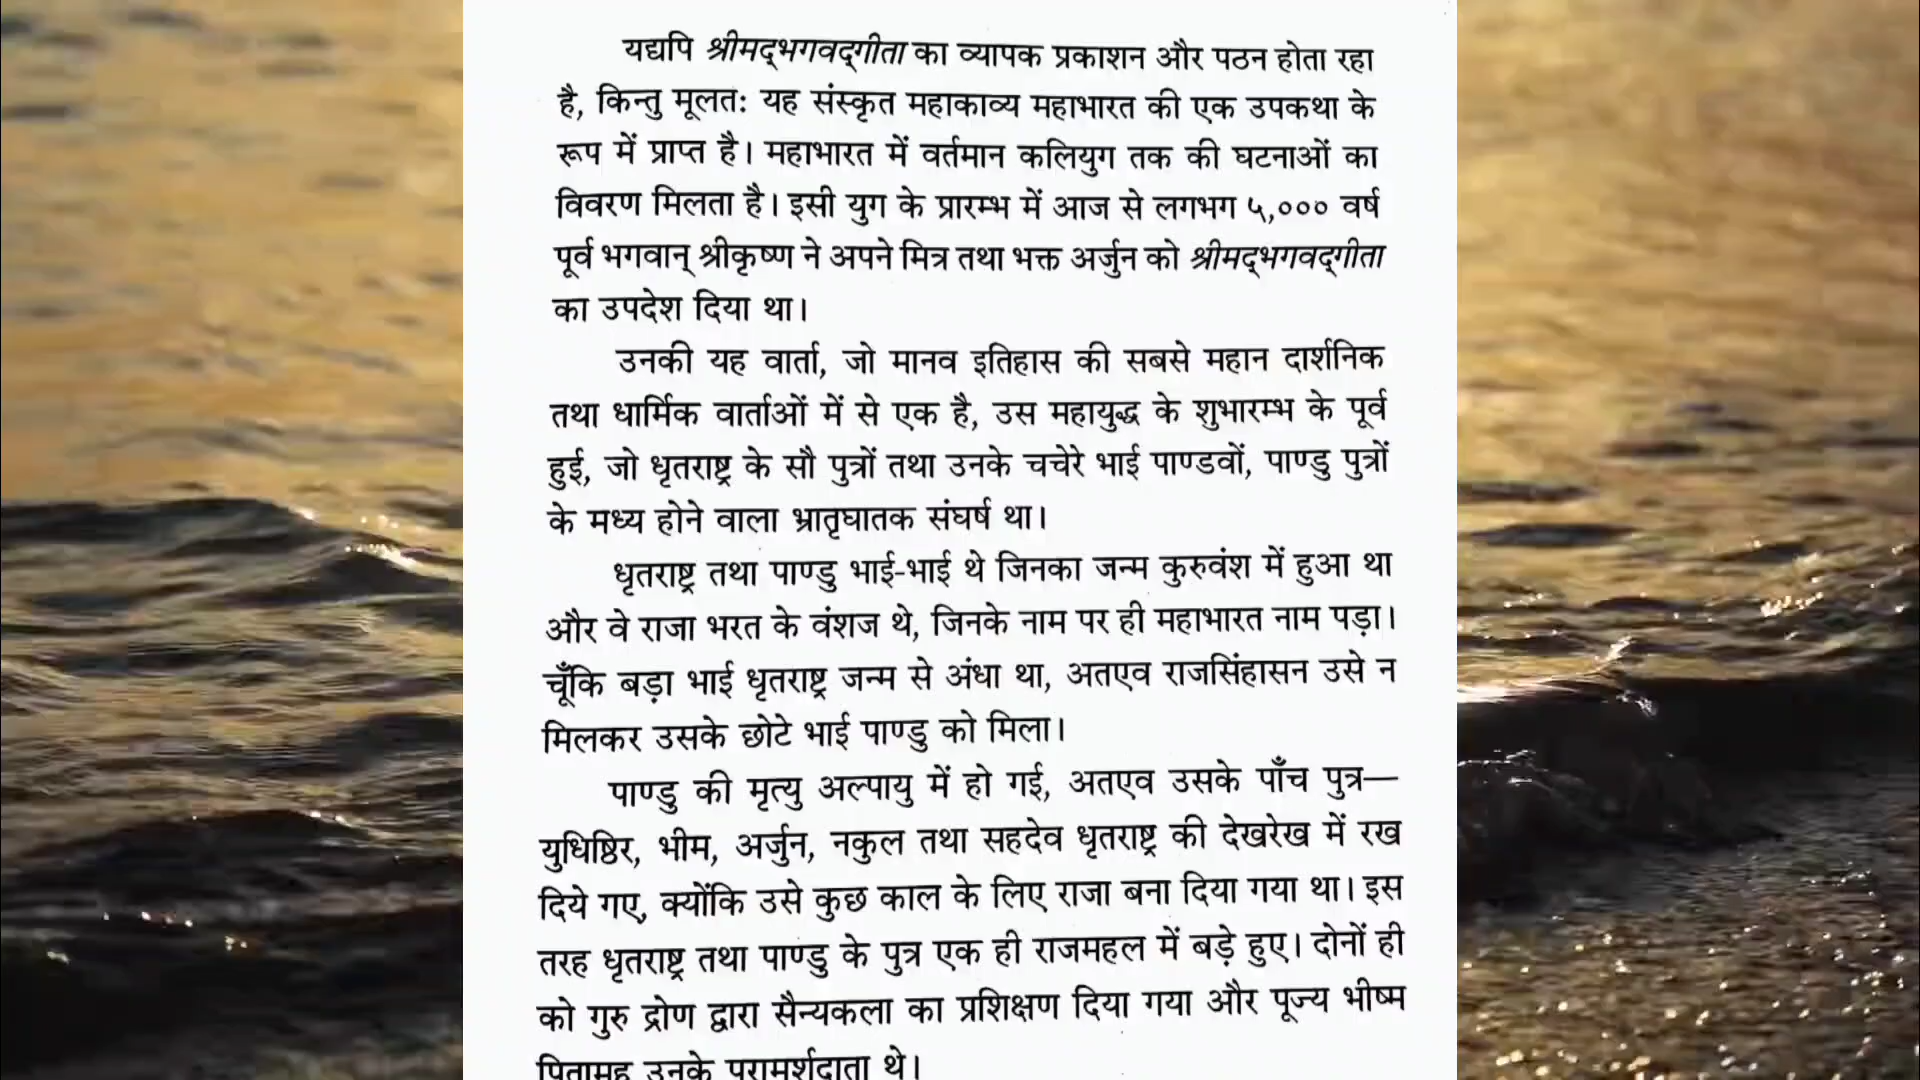 यद्यपि श्रीमद्‌भगवद्‌गीता का व्यापक प्रकाशन और पठन होता रहा
है, किन्तु मूलतः यह संस्कृत महाकाव्य महाभारत की एक उपकथा के
रूप में प्राप्त है। महाभारत में वर्तमान कलियुग तक की घटनाओं का
विवरण मिलता है। इसी युग के प्रारम्भ में आज से लगभग ५,००० वर्ष
पूर्व भगवान् श्रीकृष्ण ने अपने मित्र तथा भक्त अर्जुन को श्रीमद्‌भगवद्‌गीता
का उपदेश दिया था।
उनकी यह वार्ता, जो मानव इतिहास की सबसे महान दार्शनिक
तथा धार्मिक वार्ताओं में से एक है, उस महायुद्ध के शुभारम्भ के पूर्व
हुई, जो धृतराष्ट्र के सौ पुत्रों तथा उनके चचेरे भाई पाण्डवों, पाण्डु पुत्रों
के मध्य होने वाला भ्रातृघातक संघर्ष था।
धृतराष्ट्र तथा पाण्डु भाई-भाई थे जिनका जन्म कुरुवंश में हुआ था
और वे राजा भरत के वंशज थे, जिनके नाम पर ही महाभारत नाम पड़ा।
चूँकि बड़ा भाई धृतराष्ट्र जन्म से अंधा था, अतएव राजसिंहासन उसे न
मिलकर उसके छोटे भाई पाण्डु को मिला।
पाण्डु की मृत्यु अल्पायु में हो गई, अतएव उसके पाँच पुत्र—
युधिष्ठिर, भीम, अर्जुन, नकुल तथा सहदेव धृतराष्ट्र की देखरेख में रख
दिये गए, क्योंकि उसे कुछ काल के लिए राजा बना दिया गया था। इस
तरह धृतराष्ट्र तथा पाण्डु के पुत्र एक ही राजमहल में बड़े हुए। दोनों ही
को गुरु द्रोण द्वारा सैन्यकला का प्रशिक्षण दिया गया और पूज्य भीष्म
पितामह उनके परामर्शदाता थे।